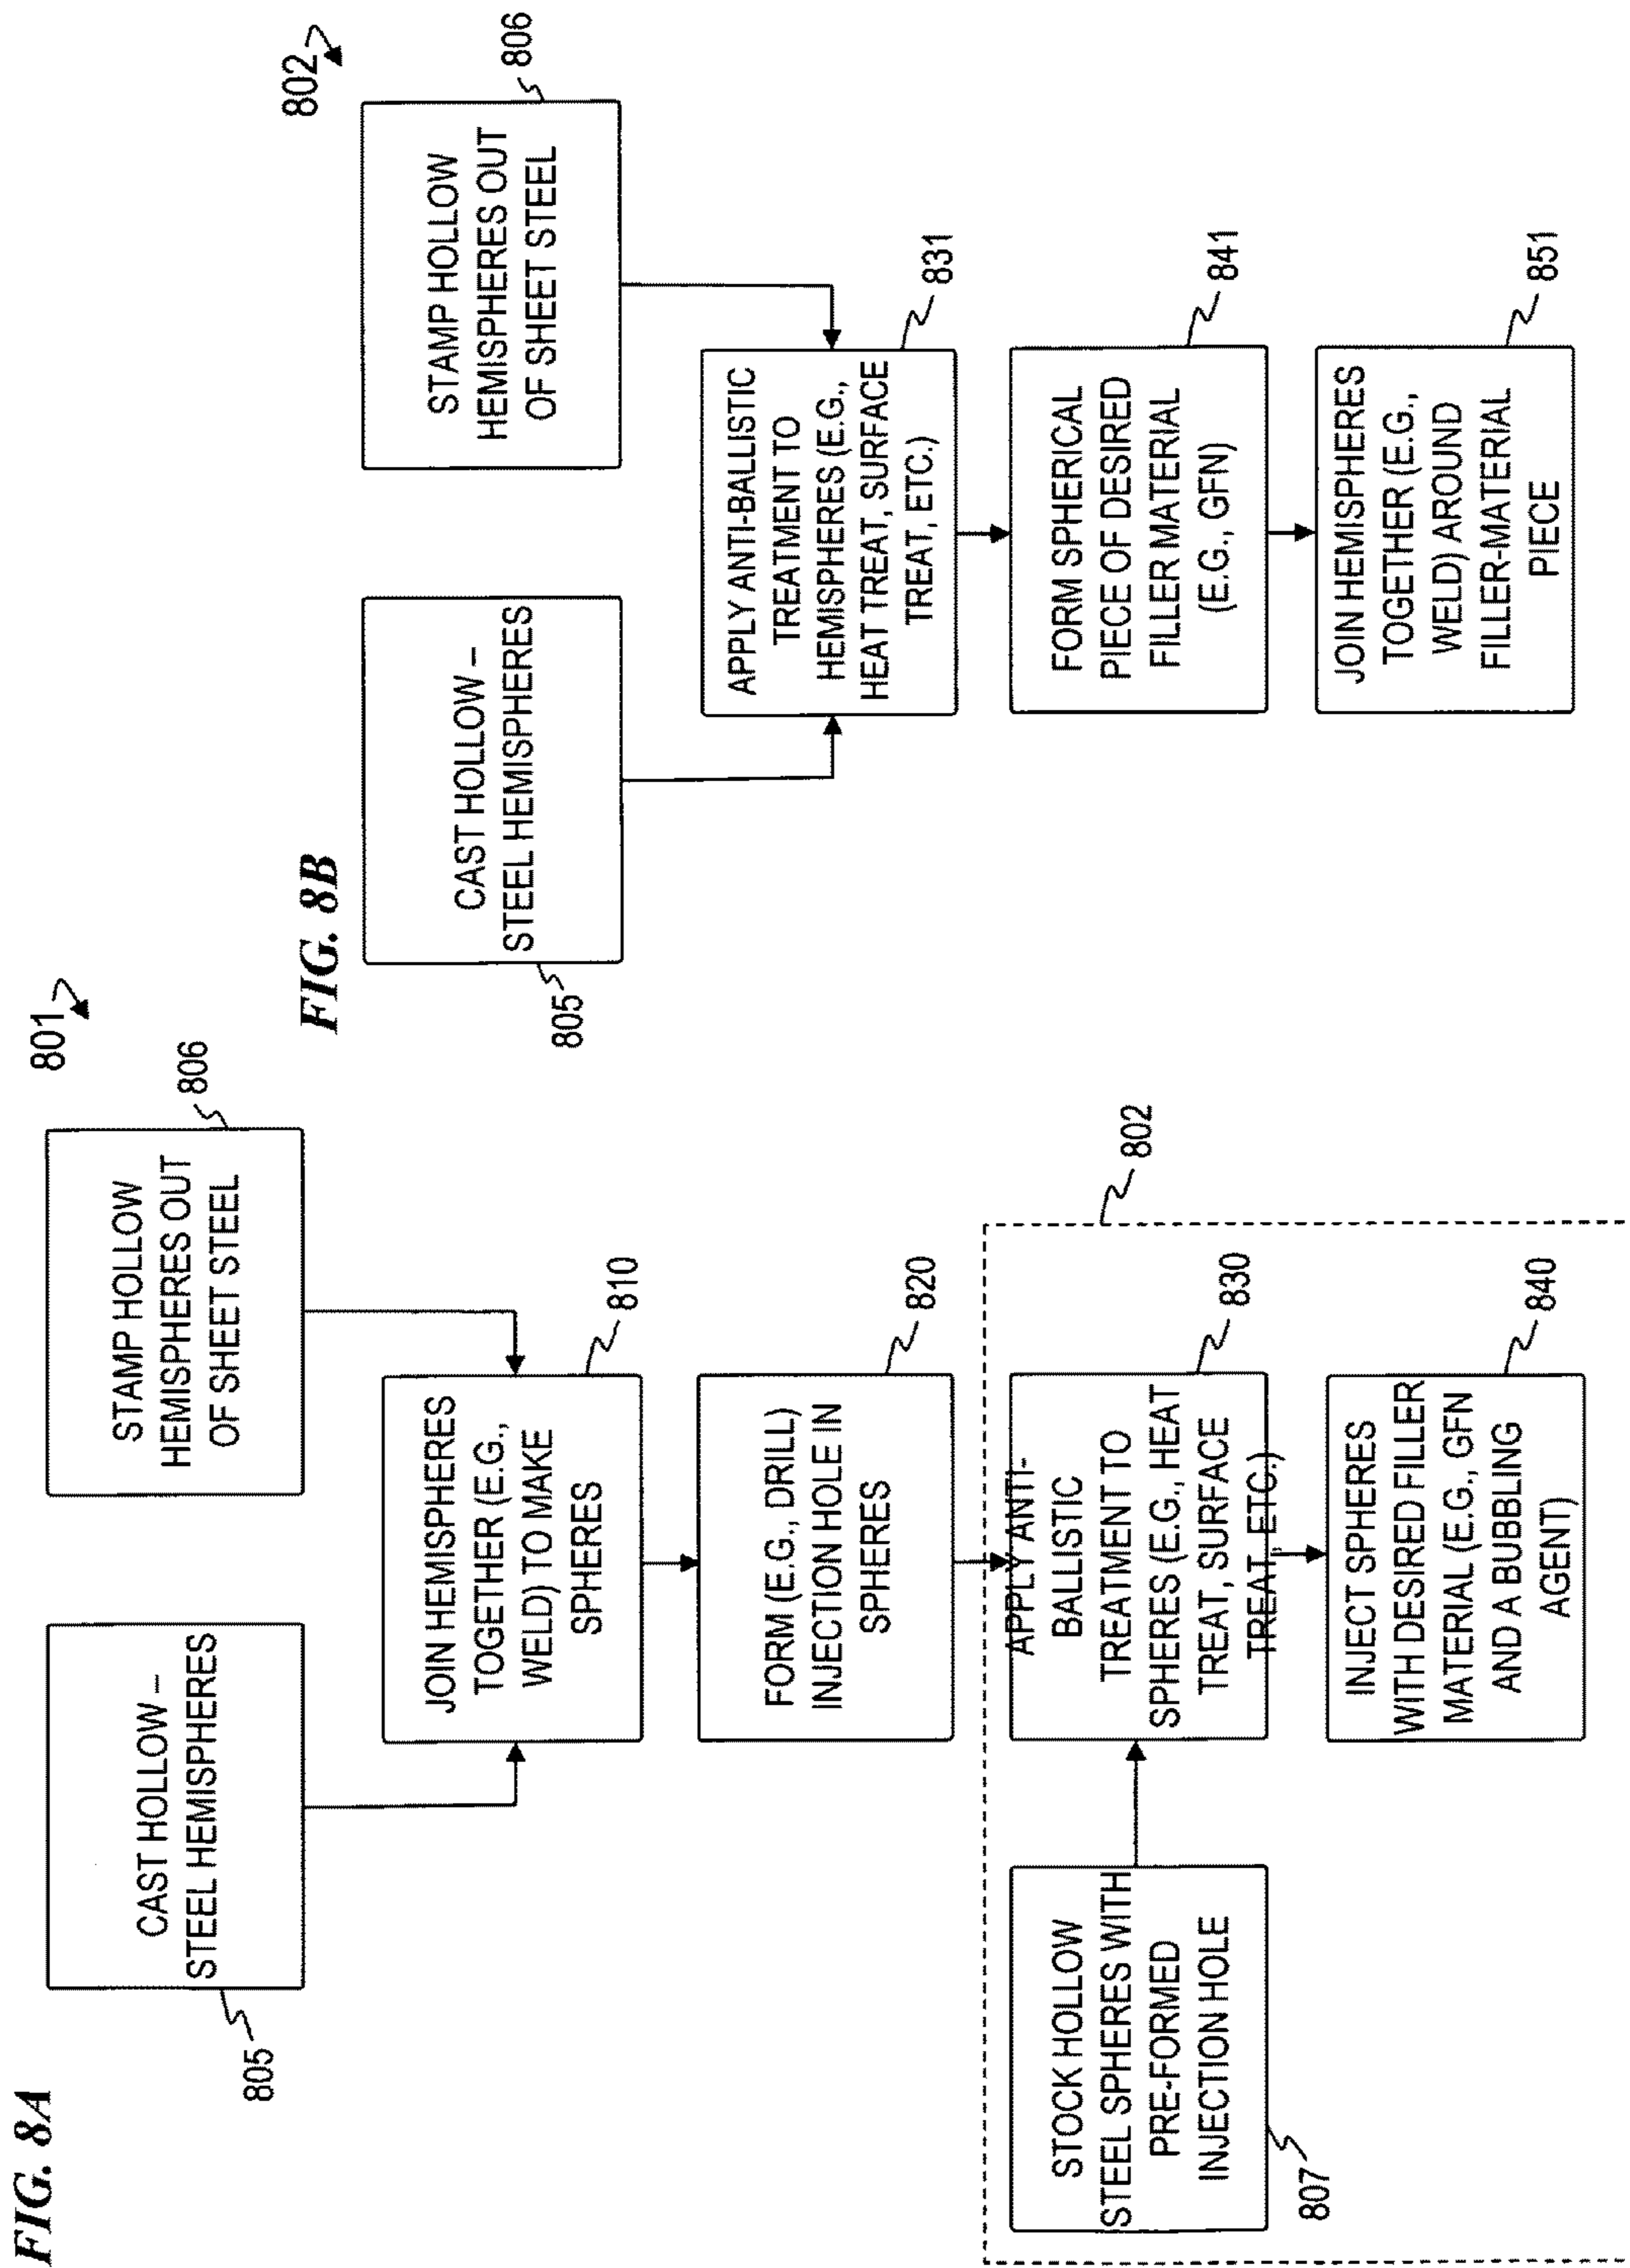 FIG. 8A
801
CAST HOLLOW –
STEEL HEMISPHERES
805
STAMP HOLLOW
HEMISPHERES OUT
OF SHEET STEEL
806
JOIN HEMISPHERES
TOGETHER (E.G.,
WELD) TO MAKE
SPHERES
810
FORM (E.G., DRILL)
INJECTION HOLE IN
SPHERES
820
802
STOCK HOLLOW
STEEL SPHERES WITH
PRE-FORMED
INJECTION HOLE
807
APPLY ANTI-
BALLISTIC
TREATMENT TO
SPHERES (E.G., HEAT
TREAT, SURFACE
TREAT, ETC.)
830
INJECT SPHERES
WITH DESIRED FILLER
MATERIAL (E.G., GFN
AND A BUBBLING
AGENT)
840
FIG. 8B
802
CAST HOLLOW –
STEEL HEMISPHERES
805
STAMP HOLLOW
HEMISPHERES OUT
OF SHEET STEEL
806
APPLY ANTI-BALLISTIC
TREATMENT TO
HEMISPHERES (E.G.,
HEAT TREAT, SURFACE
TREAT, ETC.)
831
FORM SPHERICAL
PIECE OF DESIRED
FILLER MATERIAL
(E.G., GFN)
841
JOIN HEMISPHERES
TOGETHER (E.G.,
WELD) AROUND
FILLER-MATERIAL
PIECE
851